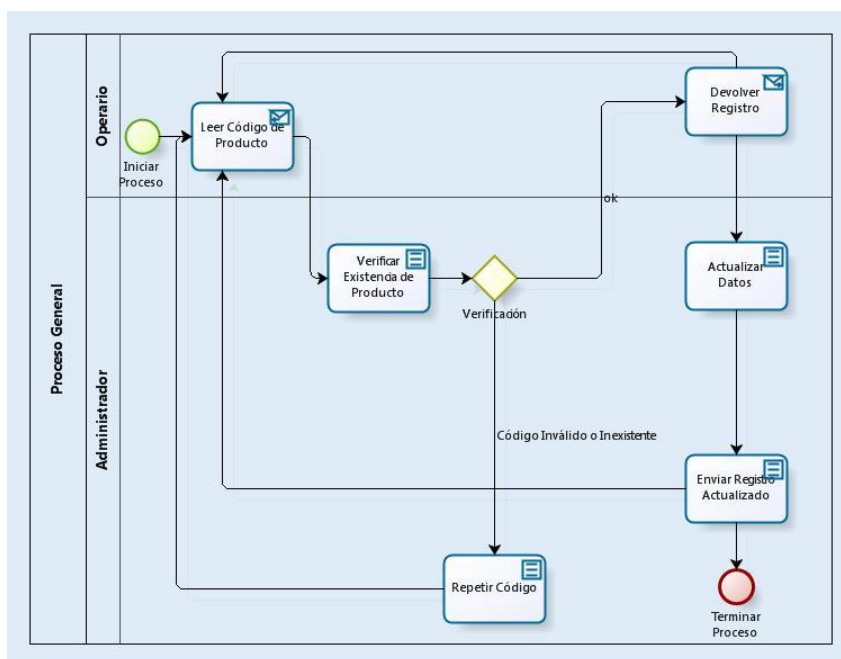 Proceso General
Operario
Administrador
Iniciar
Proceso
Leer Código de
Producto
Devolver
Registro
ok
Verificar
Existencia de
Producto
Verificación
Actualizar
Datos
Código Inválido o Inexistente
Enviar Registro
Actualizado
Repetir Código
Terminar
Proceso